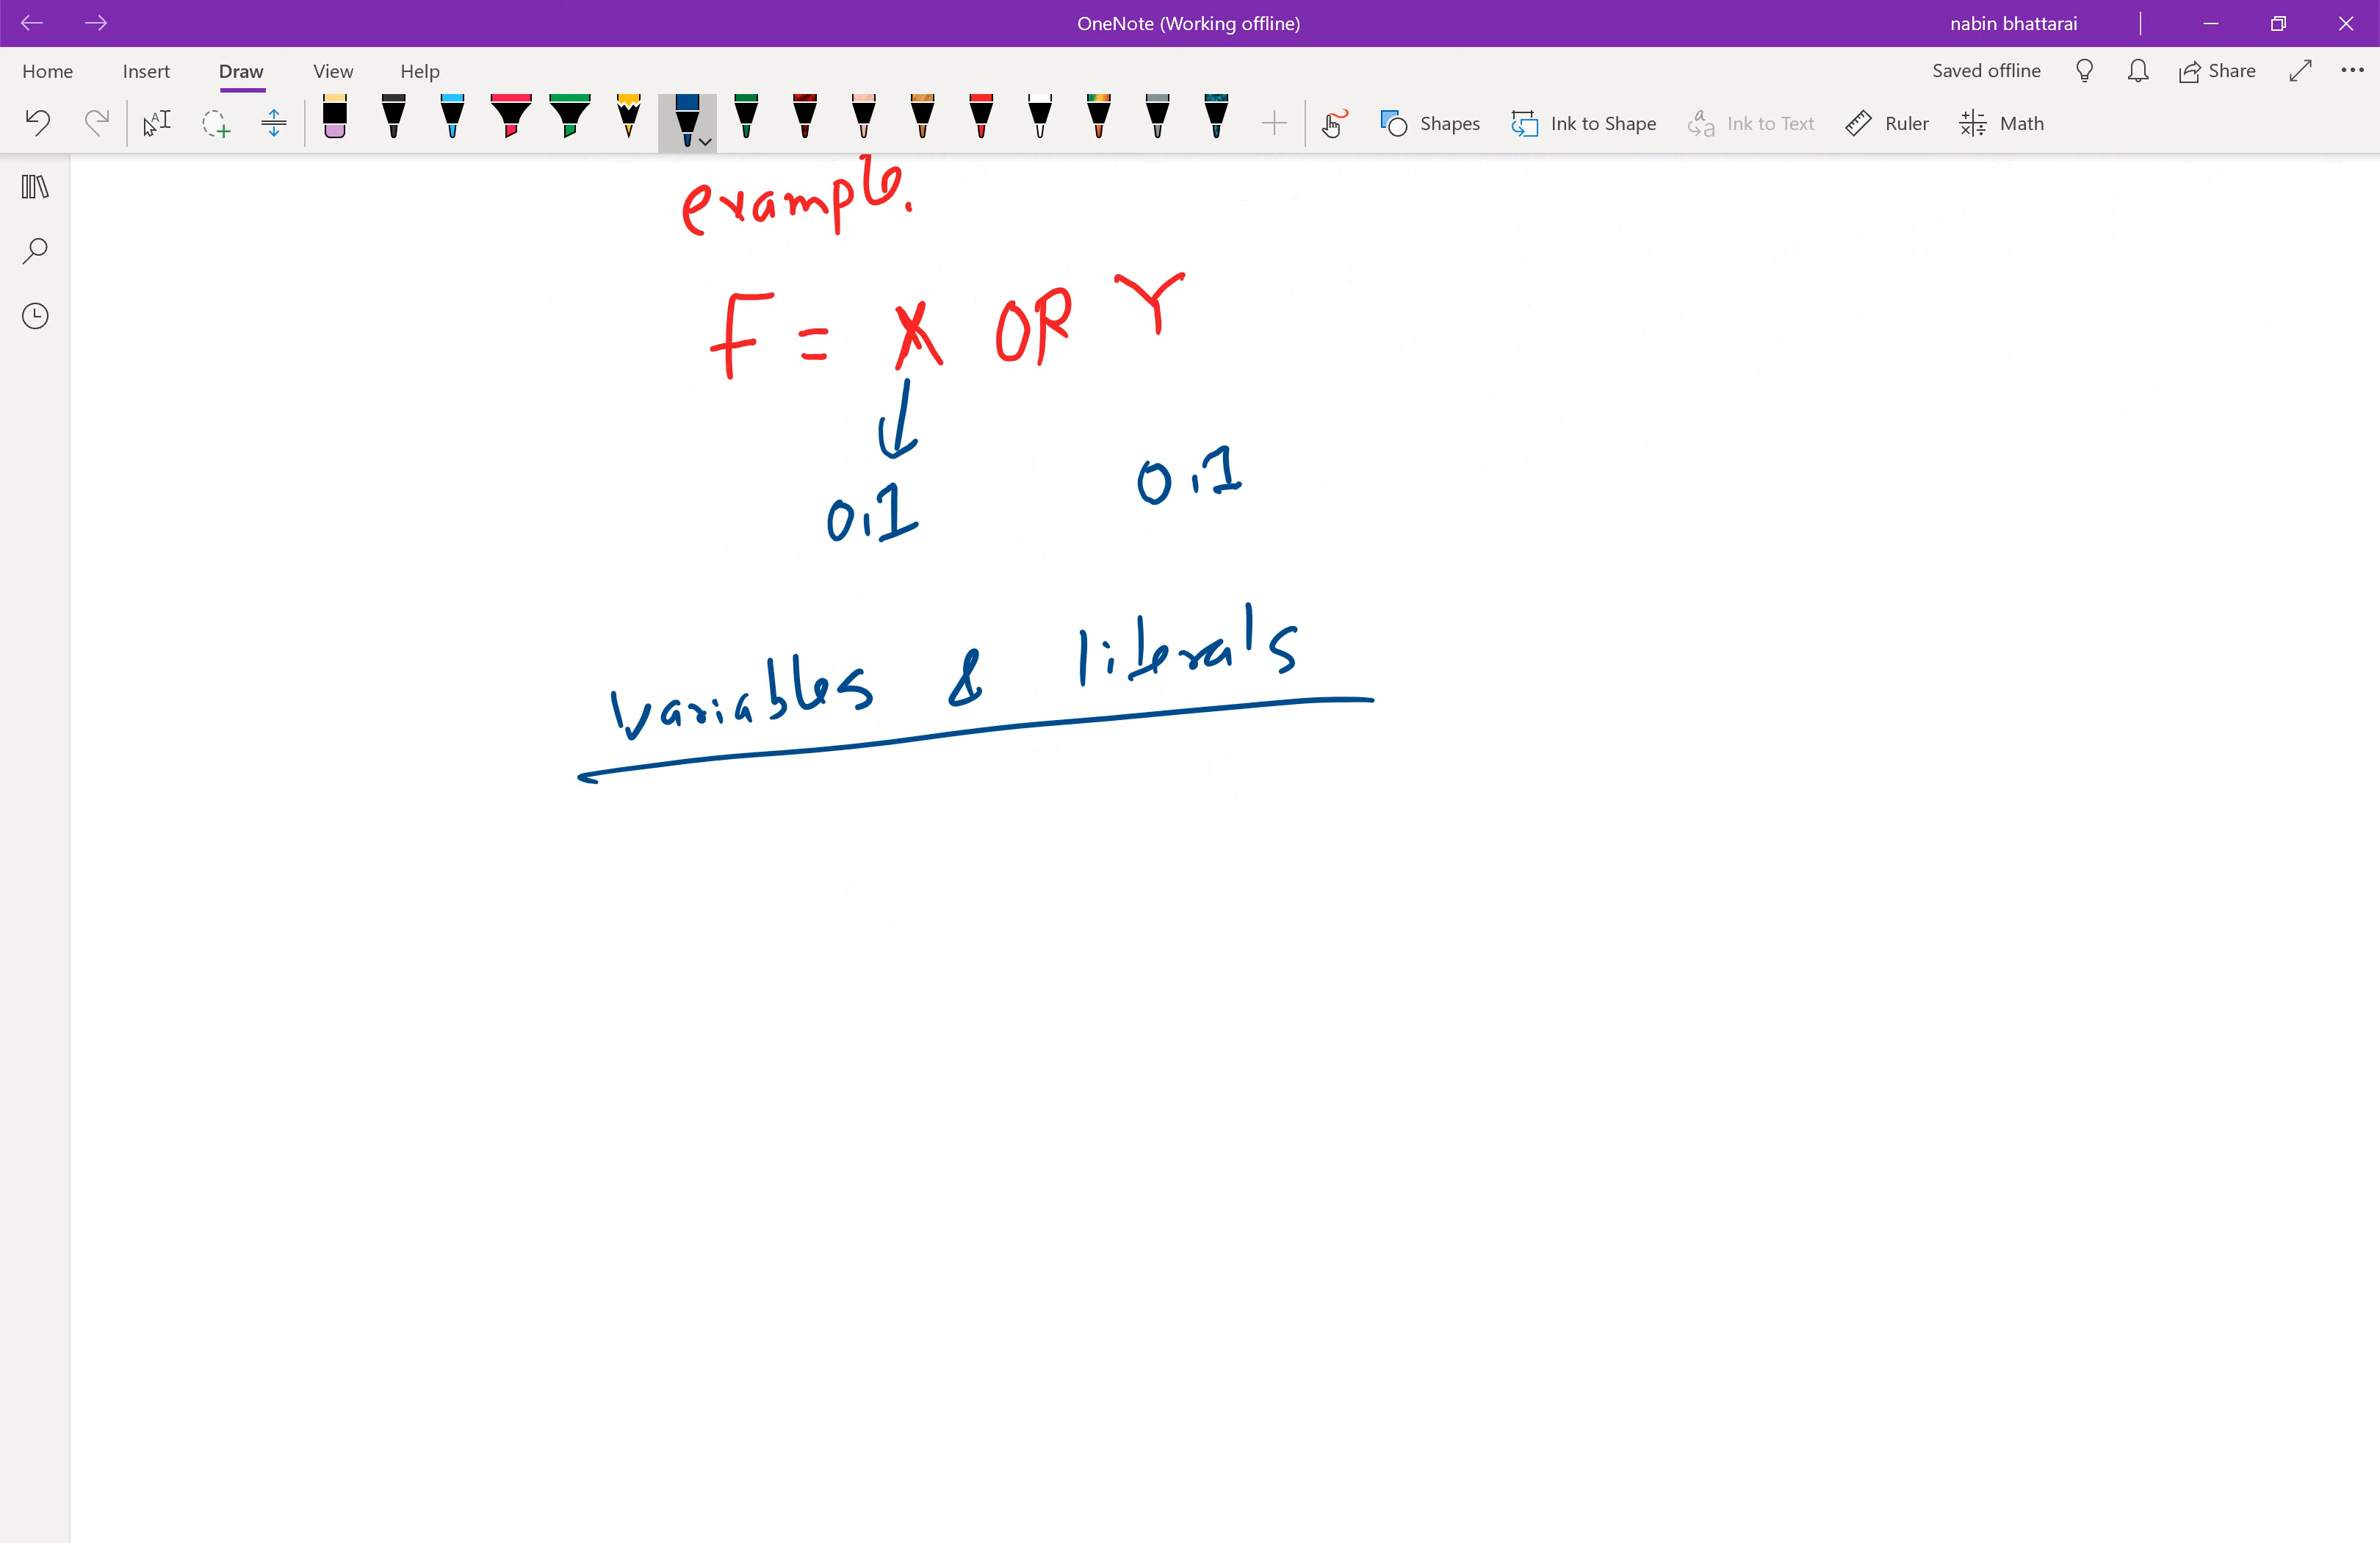 OneNote (Working offline)
nabin bhattarai
Home Insert Draw View Help
Saved offline
Share
Shapes
Ink to Shape
Ink to Text
Ruler
Math
example.
F = X OR Y
0,1
0,1
Variables & literals